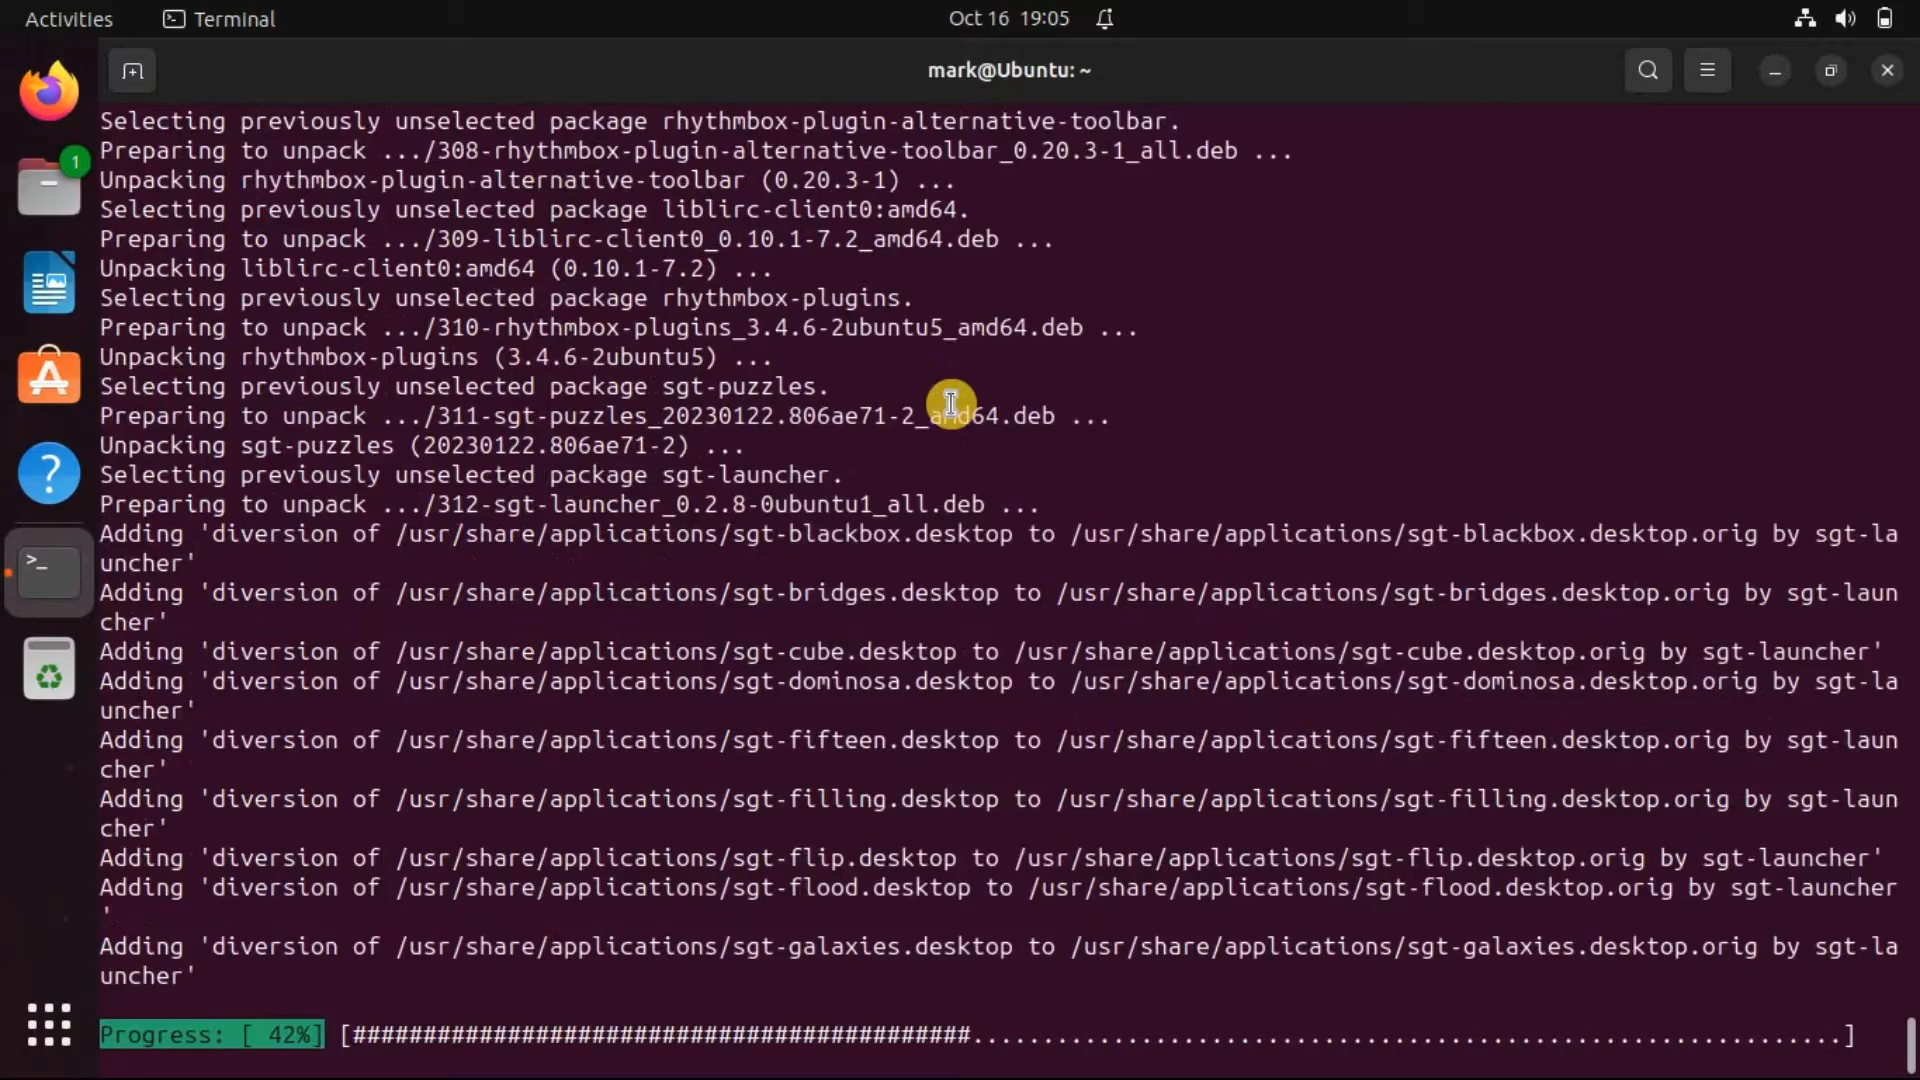 Activities
Terminal
Oct 16 19:05
mark@Ubuntu: ~
1
Selecting previously unselected package rhythmbox-plugin-alternative-toolbar.
Preparing to unpack .../308-rhythmbox-plugin-alternative-toolbar_0.20.3-1_all.deb ...
Unpacking rhythmbox-plugin-alternative-toolbar (0.20.3-1) ...
Selecting previously unselected package liblirc-client0:amd64.
Preparing to unpack .../309-liblirc-client0_0.10.1-7.2_amd64.deb ...
Unpacking liblirc-client0:amd64 (0.10.1-7.2) ...
Selecting previously unselected package rhythmbox-plugins.
Preparing to unpack .../310-rhythmbox-plugins_3.4.6-2ubuntu5_amd64.deb ...
Unpacking rhythmbox-plugins (3.4.6-2ubuntu5) ...
Selecting previously unselected package sgt-puzzles.
Preparing to unpack .../311-sgt-puzzles_20230122.806ae71-2_amd64.deb ...
Unpacking sgt-puzzles (20230122.806ae71-2) ...
Selecting previously unselected package sgt-launcher.
Preparing to unpack .../312-sgt-launcher_0.2.8-0ubuntu1_all.deb ...
Adding 'diversion of /usr/share/applications/sgt-blackbox.desktop to /usr/share/applications/sgt-blackbox.desktop.orig by sgt-la
uncher'
Adding 'diversion of /usr/share/applications/sgt-bridges.desktop to /usr/share/applications/sgt-bridges.desktop.orig by sgt-laun
cher'
Adding 'diversion of /usr/share/applications/sgt-cube.desktop to /usr/share/applications/sgt-cube.desktop.orig by sgt-launcher'
Adding 'diversion of /usr/share/applications/sgt-dominosa.desktop to /usr/share/applications/sgt-dominosa.desktop.orig by sgt-la
uncher'
Adding 'diversion of /usr/share/applications/sgt-fifteen.desktop to /usr/share/applications/sgt-fifteen.desktop.orig by sgt-laun
cher'
Adding 'diversion of /usr/share/applications/sgt-filling.desktop to /usr/share/applications/sgt-filling.desktop.orig by sgt-laun
cher'
Adding 'diversion of /usr/share/applications/sgt-flip.desktop to /usr/share/applications/sgt-flip.desktop.orig by sgt-launcher'
Adding 'diversion of /usr/share/applications/sgt-flood.desktop to /usr/share/applications/sgt-flood.desktop.orig by sgt-launcher
'
Adding 'diversion of /usr/share/applications/sgt-galaxies.desktop to /usr/share/applications/sgt-galaxies.desktop.orig by sgt-la
uncher'
Progress: [ 42%] [############################################..............................................................]